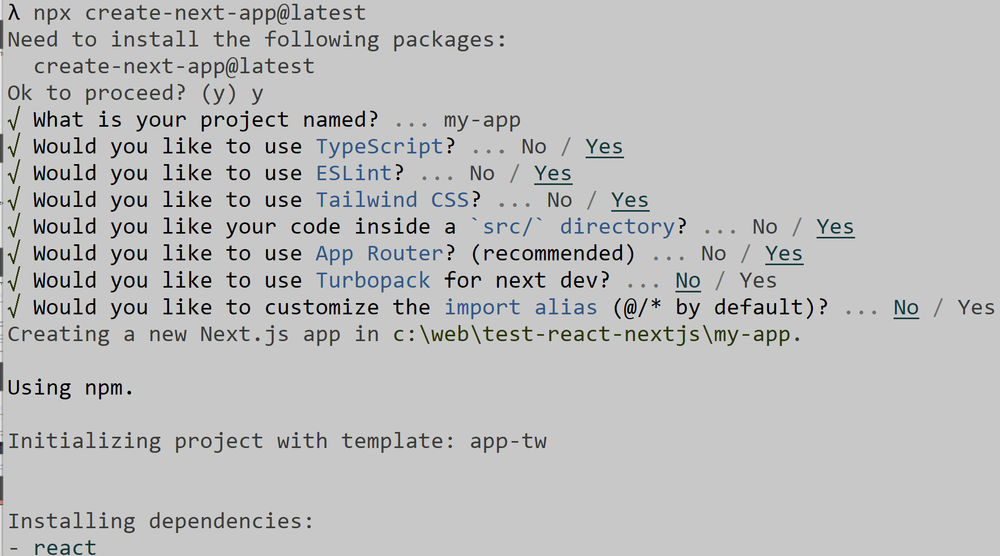 λ npx create-next-app@latest
Need to install the following packages:
  create-next-app@latest
Ok to proceed? (y) y
√ What is your project named? ... my-app
√ Would you like to use TypeScript? ... No / Yes
√ Would you like to use ESLint? ... No / Yes
√ Would you like to use Tailwind CSS? ... No / Yes
√ Would you like your code inside a `src/` directory? ... No / Yes
√ Would you like to use App Router? (recommended) ... No / Yes
√ Would you like to use Turbopack for next dev? ... No / Yes
√ Would you like to customize the import alias (@/* by default)? ... No / Yes
Creating a new Next.js app in c:\web\test-react-nextjs\my-app.
Using npm.
Initializing project with template: app-tw
Installing dependencies:
- react